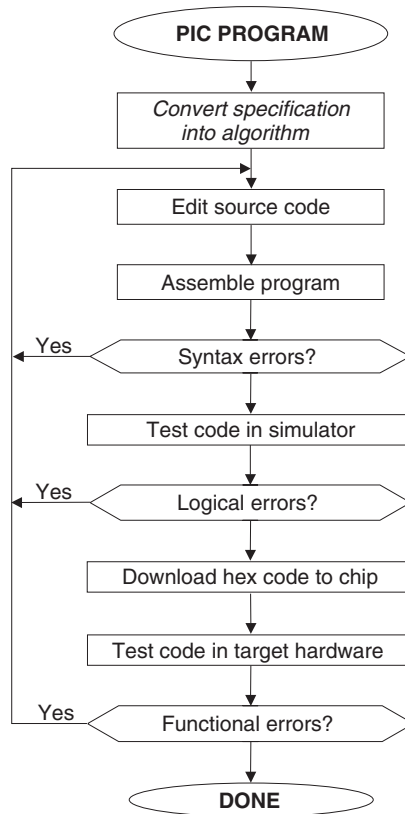 PIC PROGRAM
Convert specification
into algorithm
Edit source code
Assemble program
Yes
Syntax errors?
Test code in simulator
Yes
Logical errors?
Download hex code to chip
Test code in target hardware
Yes
Functional errors?
DONE